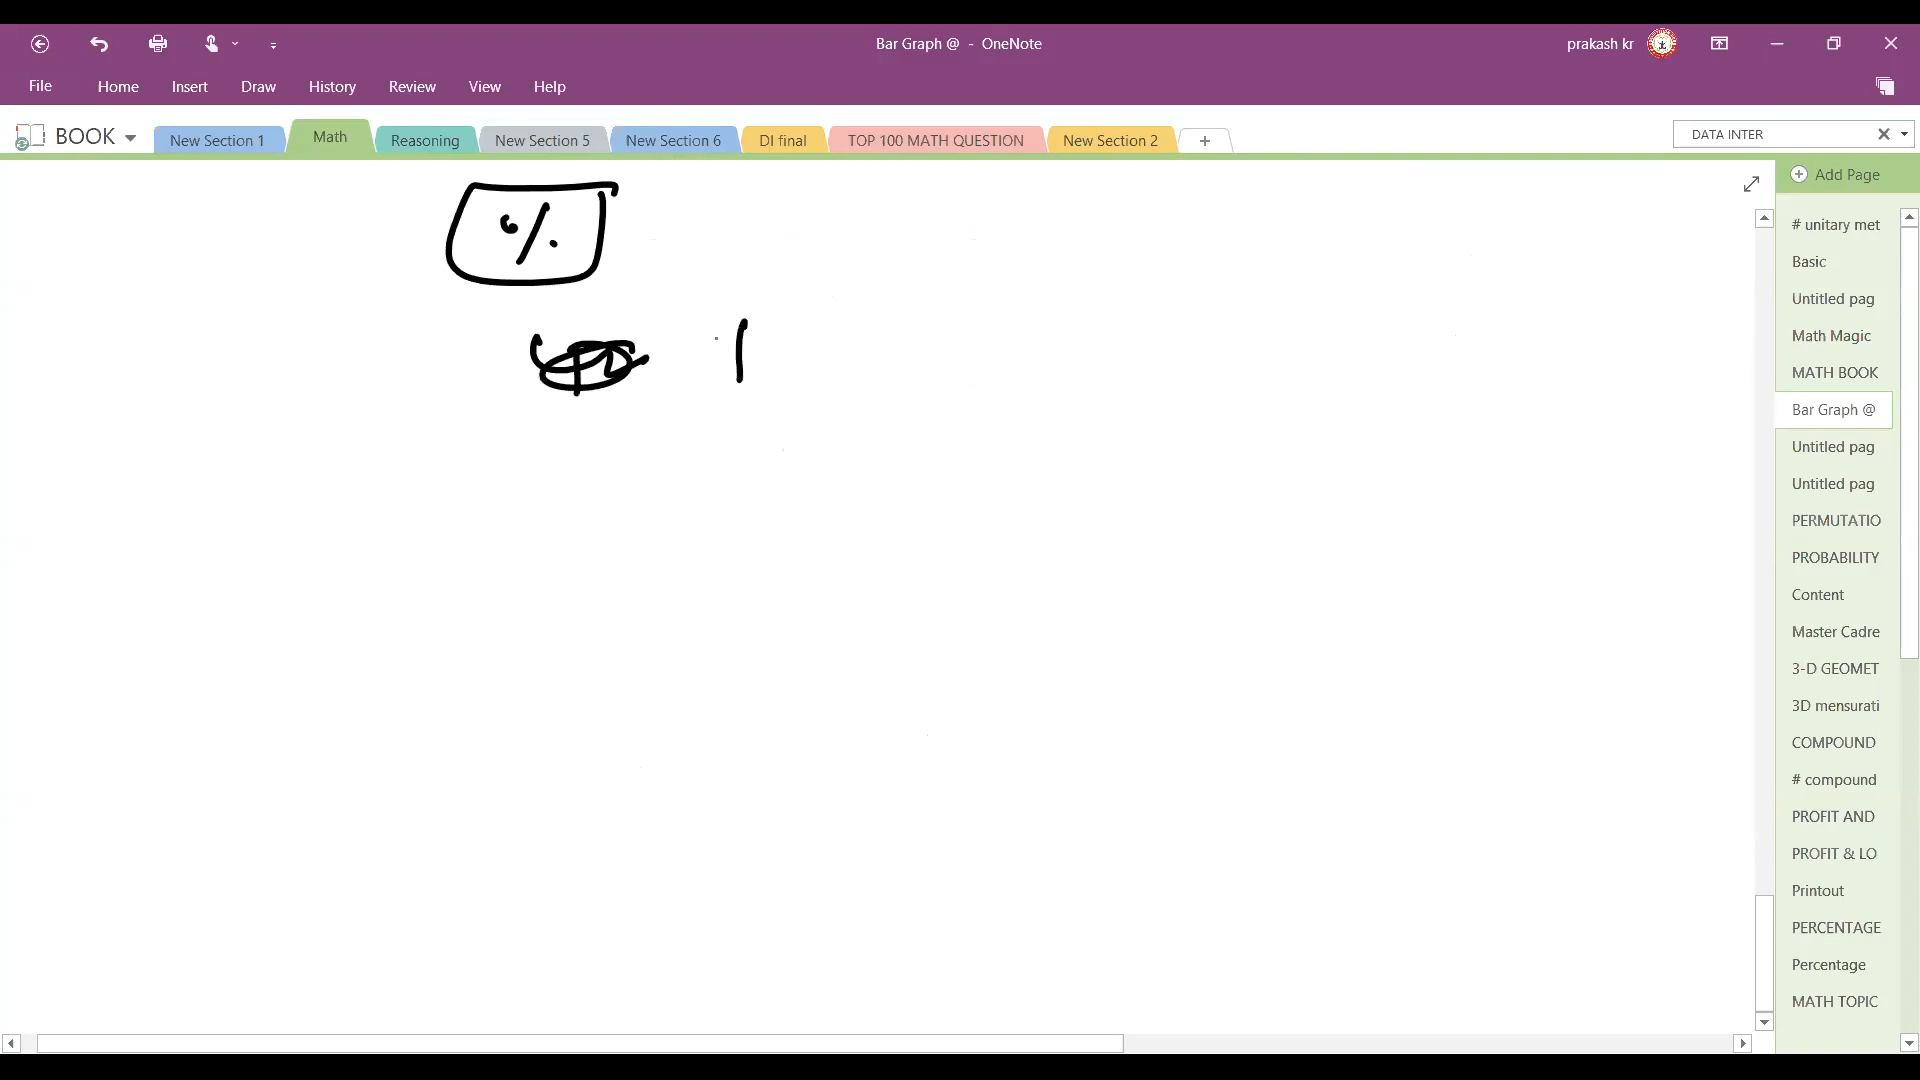 Bar Graph @ - OneNote
prakash kr
File Home Insert Draw History Review View Help
BOOK New Section 1 Math Reasoning New Section 5 New Section 6 DI final TOP 100 MATH QUESTION New Section 2 + DATA INTER
Add Page
%
# unitary met
Basic
Untitled pag
Math Magic
MATH BOOK
Bar Graph @
Untitled pag
Untitled pag
PERMUTATIO
PROBABILITY
Content
Master Cadre
3-D GEOMET
3D mensurati
COMPOUND
# compound
PROFIT AND
PROFIT & LO
Printout
PERCENTAGE
Percentage
MATH TOPIC